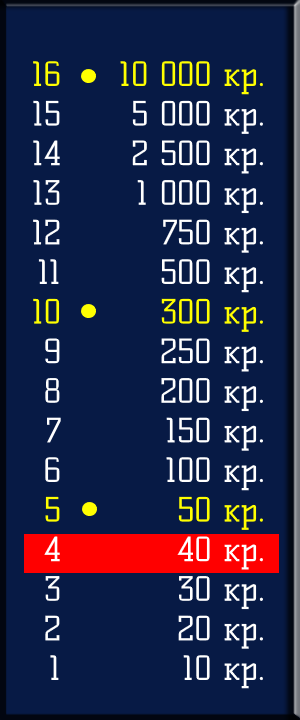 16 ● 10 000 кр.
15 5 000 кр.
14 2 500 кр.
13 1 000 кр.
12 750 кр.
11 500 кр.
10 ● 300 кр.
9 250 кр.
8 200 кр.
7 150 кр.
6 100 кр.
5 ● 50 кр.
4 40 кр.
3 30 кр.
2 20 кр.
1 10 кр.